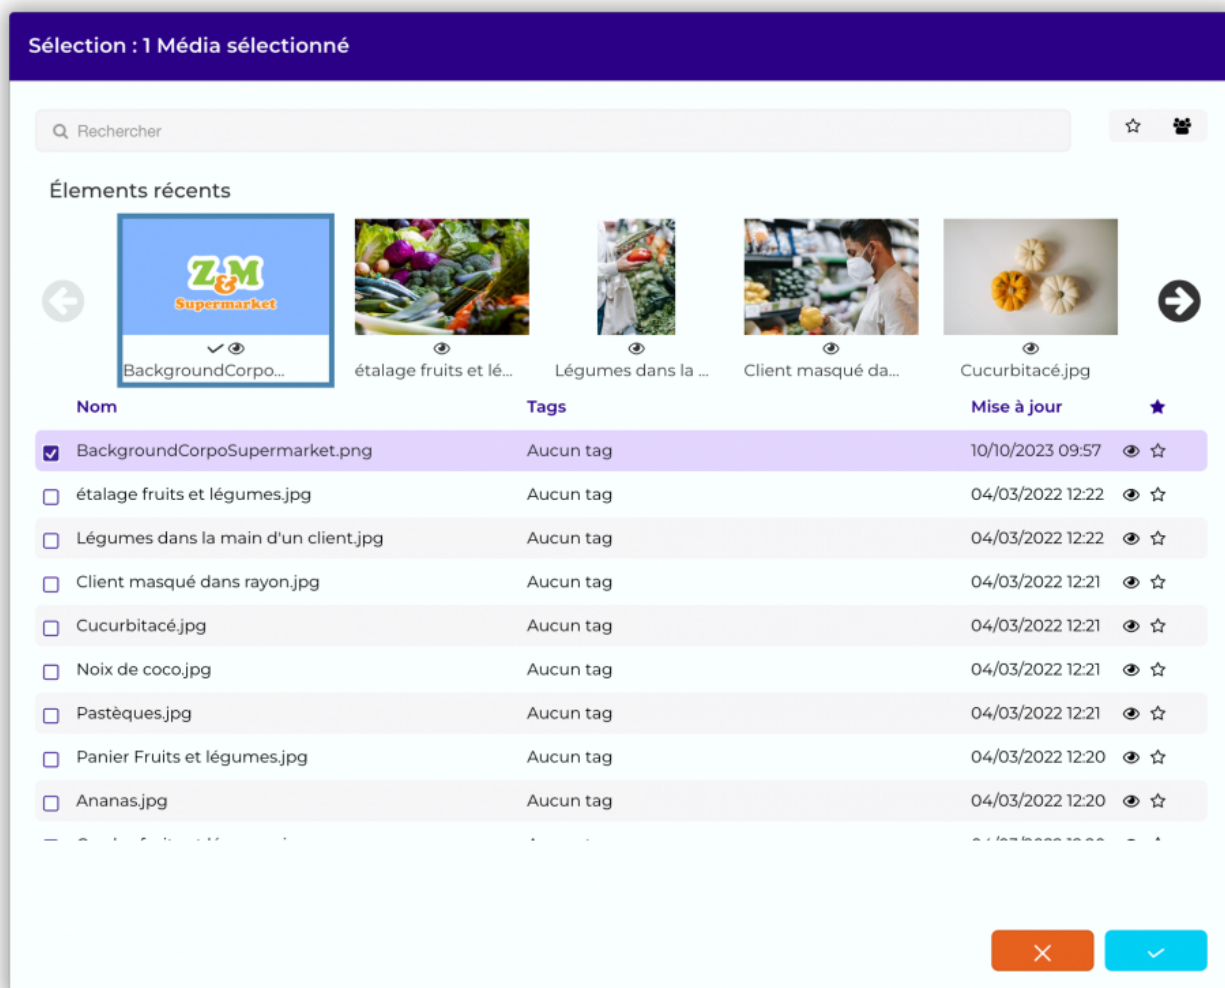 Sélection : 1 Média sélectionné
Rechercher
Élements récents
Z&M
Supermarket
BackgroundCorpo...
étalage fruits et lé...
Légumes dans la ...
Client masqué da...
Cucurbitacé.jpg
Nom Tags Mise à jour
BackgroundCorpoSupermarket.png Aucun tag 10/10/2023 09:57
étalage fruits et légumes.jpg Aucun tag 04/03/2022 12:22
Légumes dans la main d'un client.jpg Aucun tag 04/03/2022 12:22
Client masqué dans rayon.jpg Aucun tag 04/03/2022 12:21
Cucurbitacé.jpg Aucun tag 04/03/2022 12:21
Noix de coco.jpg Aucun tag 04/03/2022 12:21
Pastèques.jpg Aucun tag 04/03/2022 12:21
Panier Fruits et légumes.jpg Aucun tag 04/03/2022 12:20
Ananas.jpg Aucun tag 04/03/2022 12:20